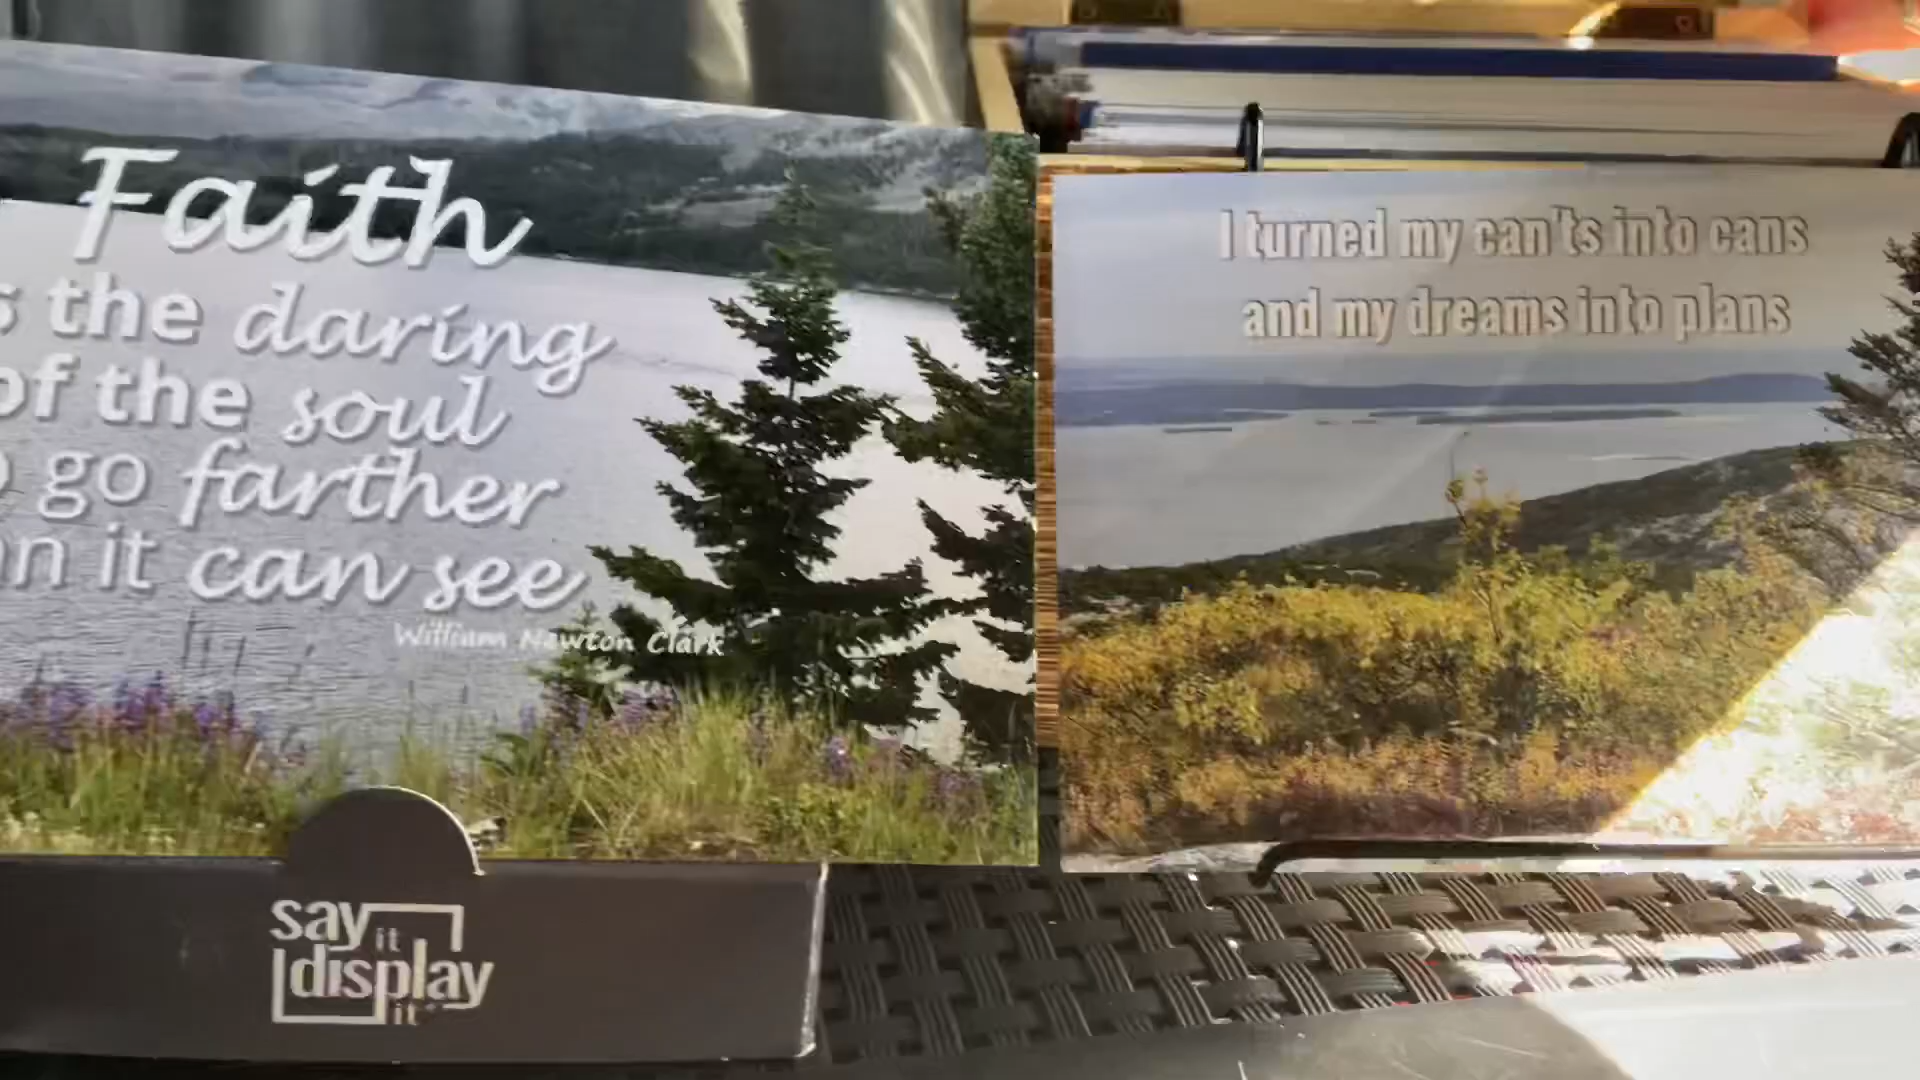 Faith
s the daring
of the soul
go farther
an it can see
William Newton Clark
say it
display
it
I turned my can'ts into cans
and my dreams into plans